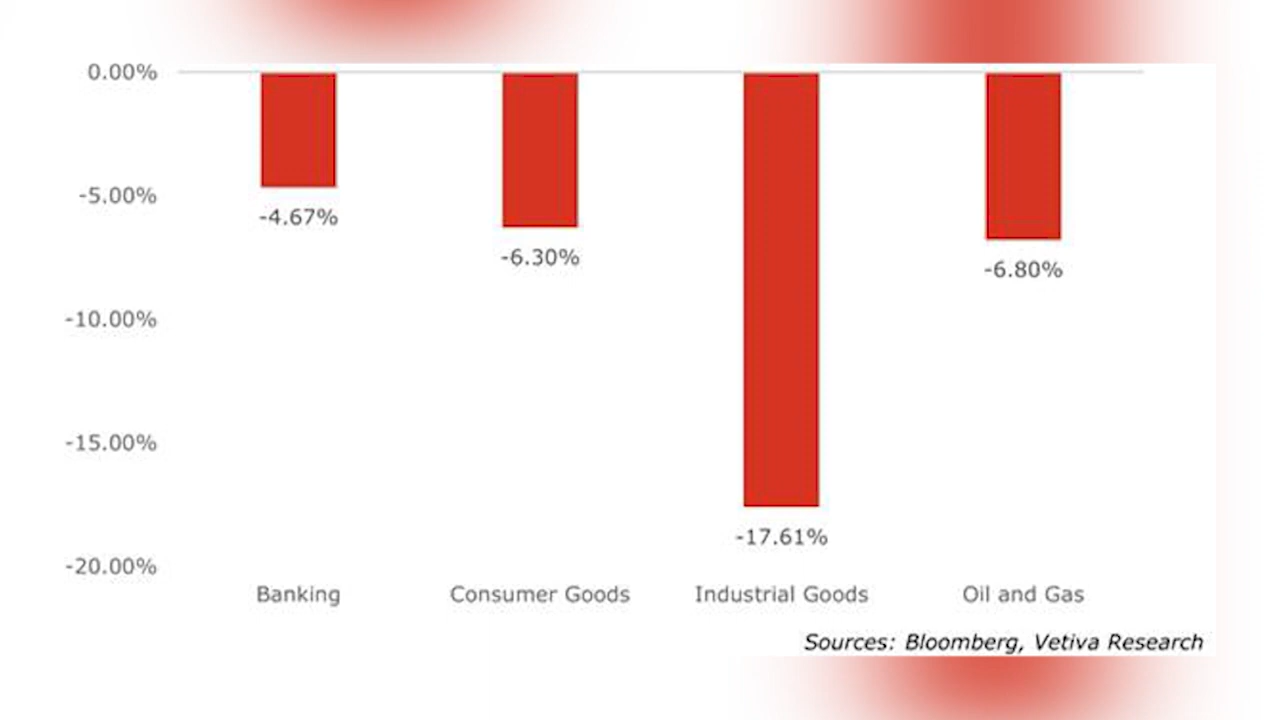 0.00%
-5.00%
-10.00%
-15.00%
-20.00%
-4.67%
-6.30%
-17.61%
-6.80%
Banking
Consumer Goods
Industrial Goods
Oil and Gas
Sources: Bloomberg, Vetiva Research